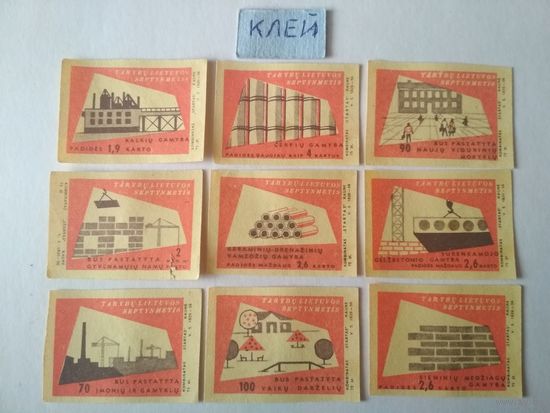 КЛЕЙ
TARYBŲ LIETUVOS
SEPTYNMETIS
KALKIŲ GAMYBA
PADIDĖS 1,9 KARTO
TARYBŲ LIETUVOS
SEPTYNMETIS
ČERPIŲ GAMYBA
PADIDĖS DAUGIAU KAIP 4 KARTUS
TARYBŲ LIETUVOS
SEPTYNMETIS
BUS PASTATYTA
90 NAUJŲ VIDURINIŲ
MOKYKLŲ
TARYBŲ LIETUVOS
SEPTYNMETIS
BUS PASTATYTA 2
GYVENAMŲJŲ NAMŲ
TARYBŲ LIETUVOS
SEPTYNMETIS
KERAMINIŲ-DRENAŽINIŲ
VAMZDŽIŲ GAMYBA
PADIDĖS MAŽDAUG 2,6 KARTO
TARYBŲ LIETUVOS
SEPTYNMETIS
SURENKAMOJO
GELŽBETONIO GAMYBA
PADIDĖS MAŽDAUG 2,6 KARTO
TARYBŲ LIETUVOS
SEPTYNMETIS
BUS PASTATYTA
70 ĮMONIŲ IR GAMYKLŲ
TARYBŲ LIETUVOS
SEPTYNMETIS
BUS PASTATYTA
100 VAIKŲ DARŽELIŲ
TARYBŲ LIETUVOS
SEPTYNMETIS
SIENINIŲ MEDŽIAGŲ
GAMYBA
PADIDĖS 2,6 KARTO